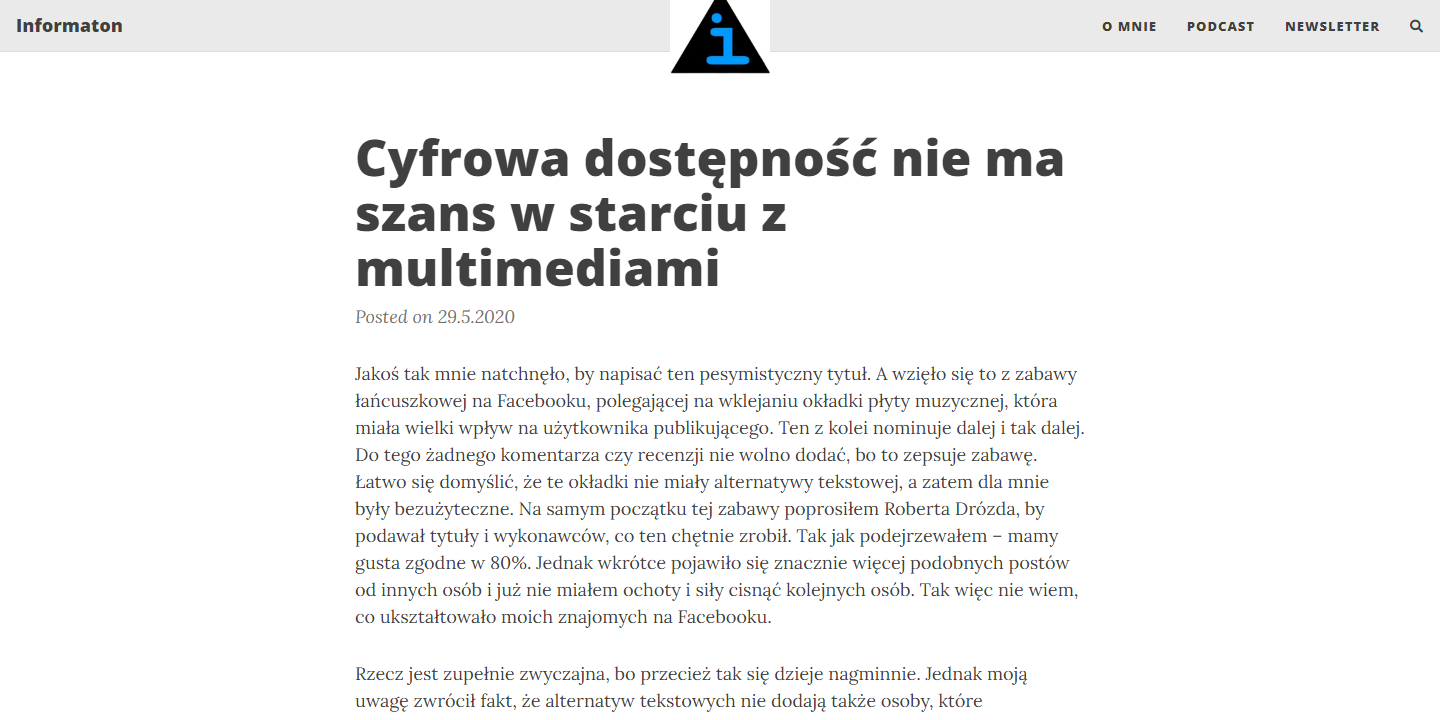 Informaton
i
O MNIE
PODCAST
NEWSLETTER
Cyfrowa dostępność nie ma
szans w starciu z
multimediami
Posted on 29.5.2020
Jakoś tak mnie natchnęło, by napisać ten pesymistyczny tytuł. A wzięło się to z zabawy
łańcuszkowej na Facebooku, polegającej na wklejaniu okładki płyty muzycznej, która
miała wielki wpływ na użytkownika publikującego. Ten z kolei nominuje dalej i tak dalej.
Do tego żadnego komentarza czy recenzji nie wolno dodać, bo to zepsuje zabawę.
Łatwo się domyślić, że te okładki nie miały alternatywy tekstowej, a zatem dla mnie
były bezużyteczne. Na samym początku tej zabawy poprosiłem Roberta Drózda, by
podawał tytuły i wykonawców, co ten chętnie zrobił. Tak jak podejrzewałem – mamy
gusta zgodne w 80%. Jednak wkrótce pojawiło się znacznie więcej podobnych postów
od innych osób i już nie miałem ochoty i siły cisnąć kolejnych osób. Tak więc nie wiem,
co ukształtowało moich znajomych na Facebooku.
Rzecz jest zupełnie zwyczajna, bo przecież tak się dzieje nagminnie. Jednak moją
uwagę zwrócił fakt, że alternatyw tekstowych nie dodają także osoby, które